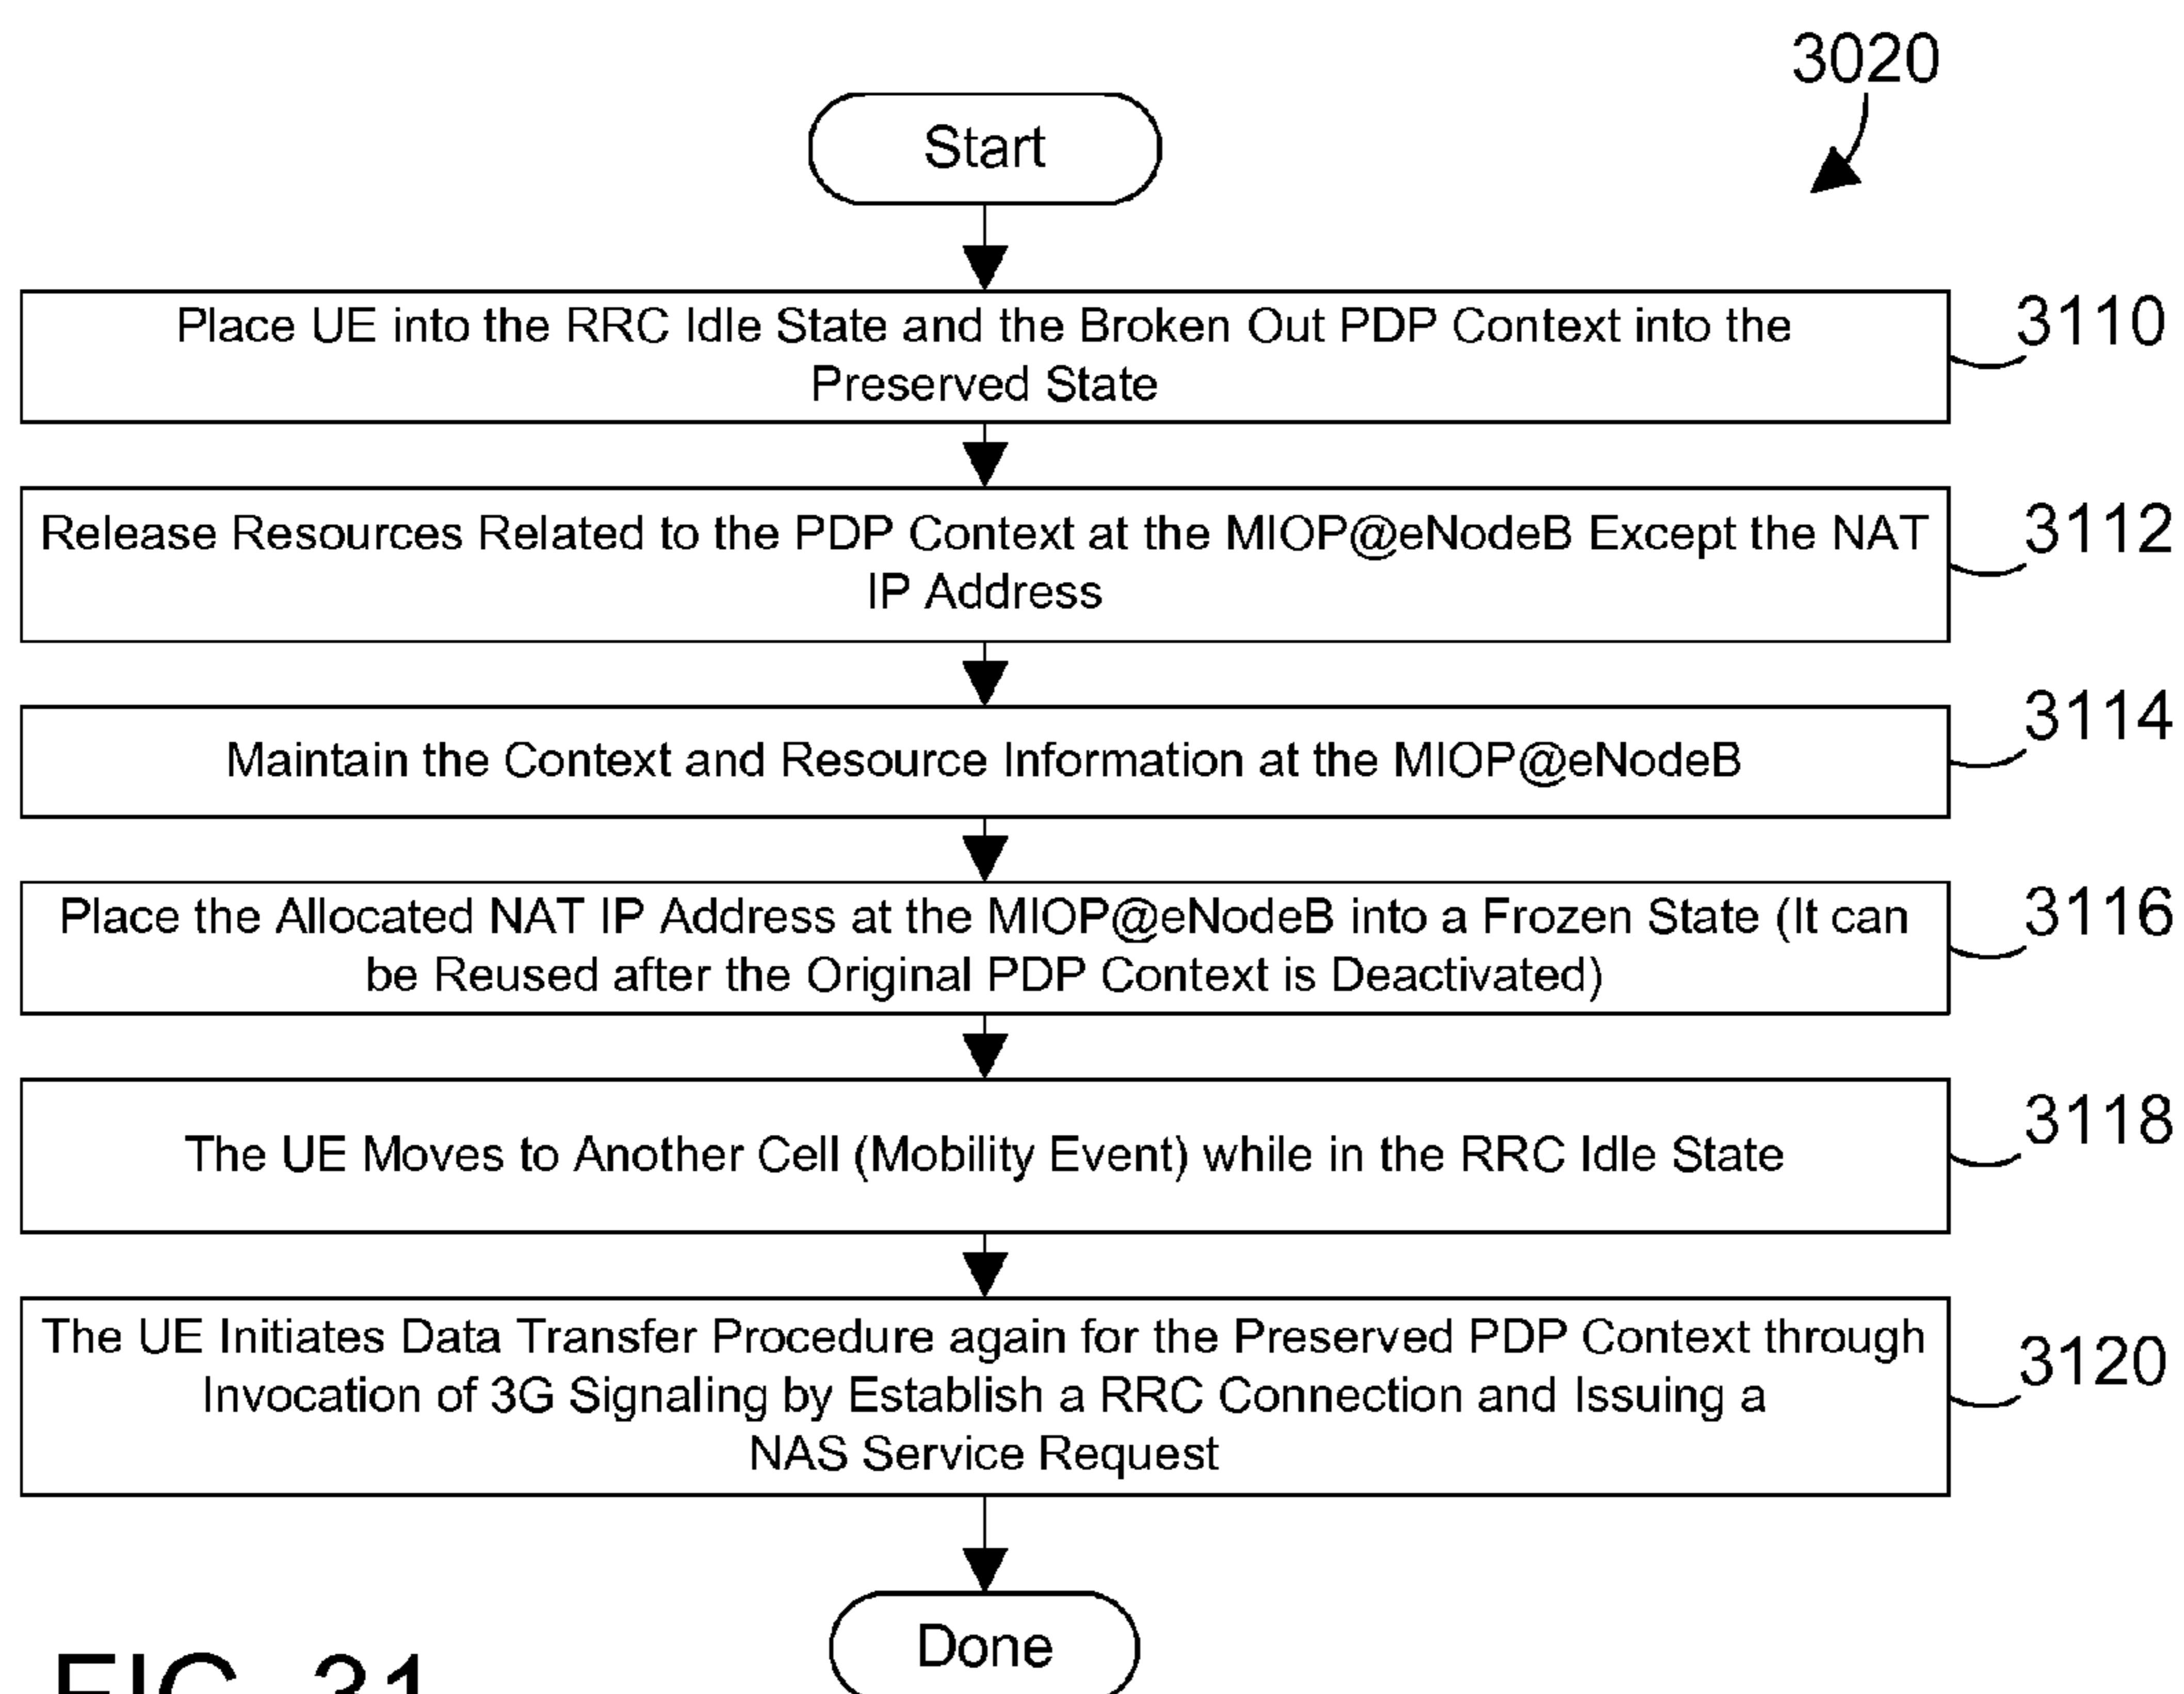 3020
Start
Place UE into the RRC Idle State and the Broken Out PDP Context into the
Preserved State
3110
Release Resources Related to the PDP Context at the MIOP@eNodeB Except the NAT
IP Address
3112
Maintain the Context and Resource Information at the MIOP@eNodeB
3114
Place the Allocated NAT IP Address at the MIOP@eNodeB into a Frozen State (It can
be Reused after the Original PDP Context is Deactivated)
3116
The UE Moves to Another Cell (Mobility Event) while in the RRC Idle State
3118
The UE Initiates Data Transfer Procedure again for the Preserved PDP Context through
Invocation of 3G Signaling by Establish a RRC Connection and Issuing a
NAS Service Request
3120
Done
FIG. 31